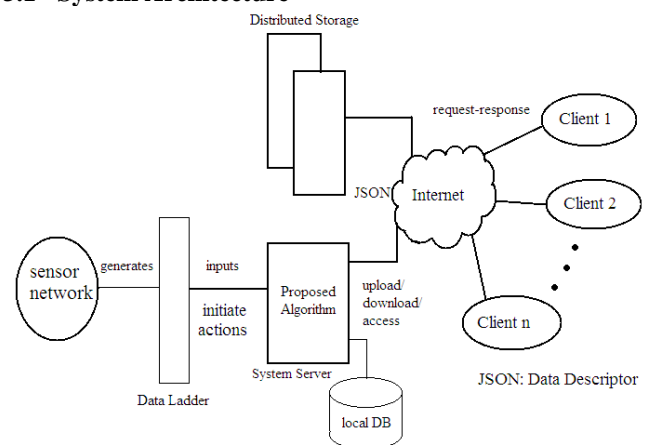 Distributed Storage
request-response
Client 1
JSON
Internet
Client 2
sensor
network
generates
inputs
initiate
actions
Proposed
Algorithm
upload/
download/
access
Client n
System Server
JSON: Data Descriptor
Data Ladder
local DB